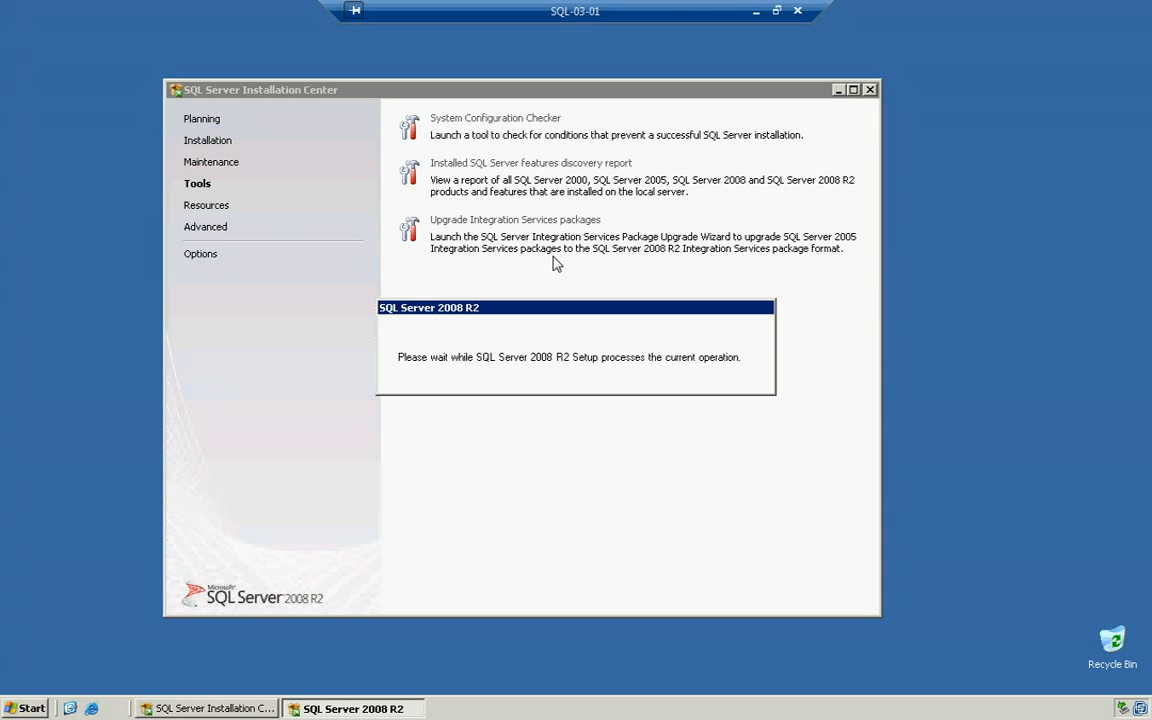 SQL-03-01
SQL Server Installation Center
Planning
Installation
Maintenance
Tools
Resources
Advanced
Options
System Configuration Checker
Launch a tool to check for conditions that prevent a successful SQL Server installation.
Installed SQL Server features discovery report
View a report of all SQL Server 2000, SQL Server 2005, SQL Server 2008 and SQL Server 2008 R2
products and features that are installed on the local server.
Upgrade Integration Services packages
Launch the SQL Server Integration Services Package Upgrade Wizard to upgrade SQL Server 2005
Integration Services packages to the SQL Server 2008 R2 Integration Services package format.
SQL Server 2008 R2
Please wait while SQL Server 2008 R2 Setup processes the current operation.
Microsoft
SQL Server 2008 R2
Recycle Bin
Start
SQL Server Installation C...
SQL Server 2008 R2